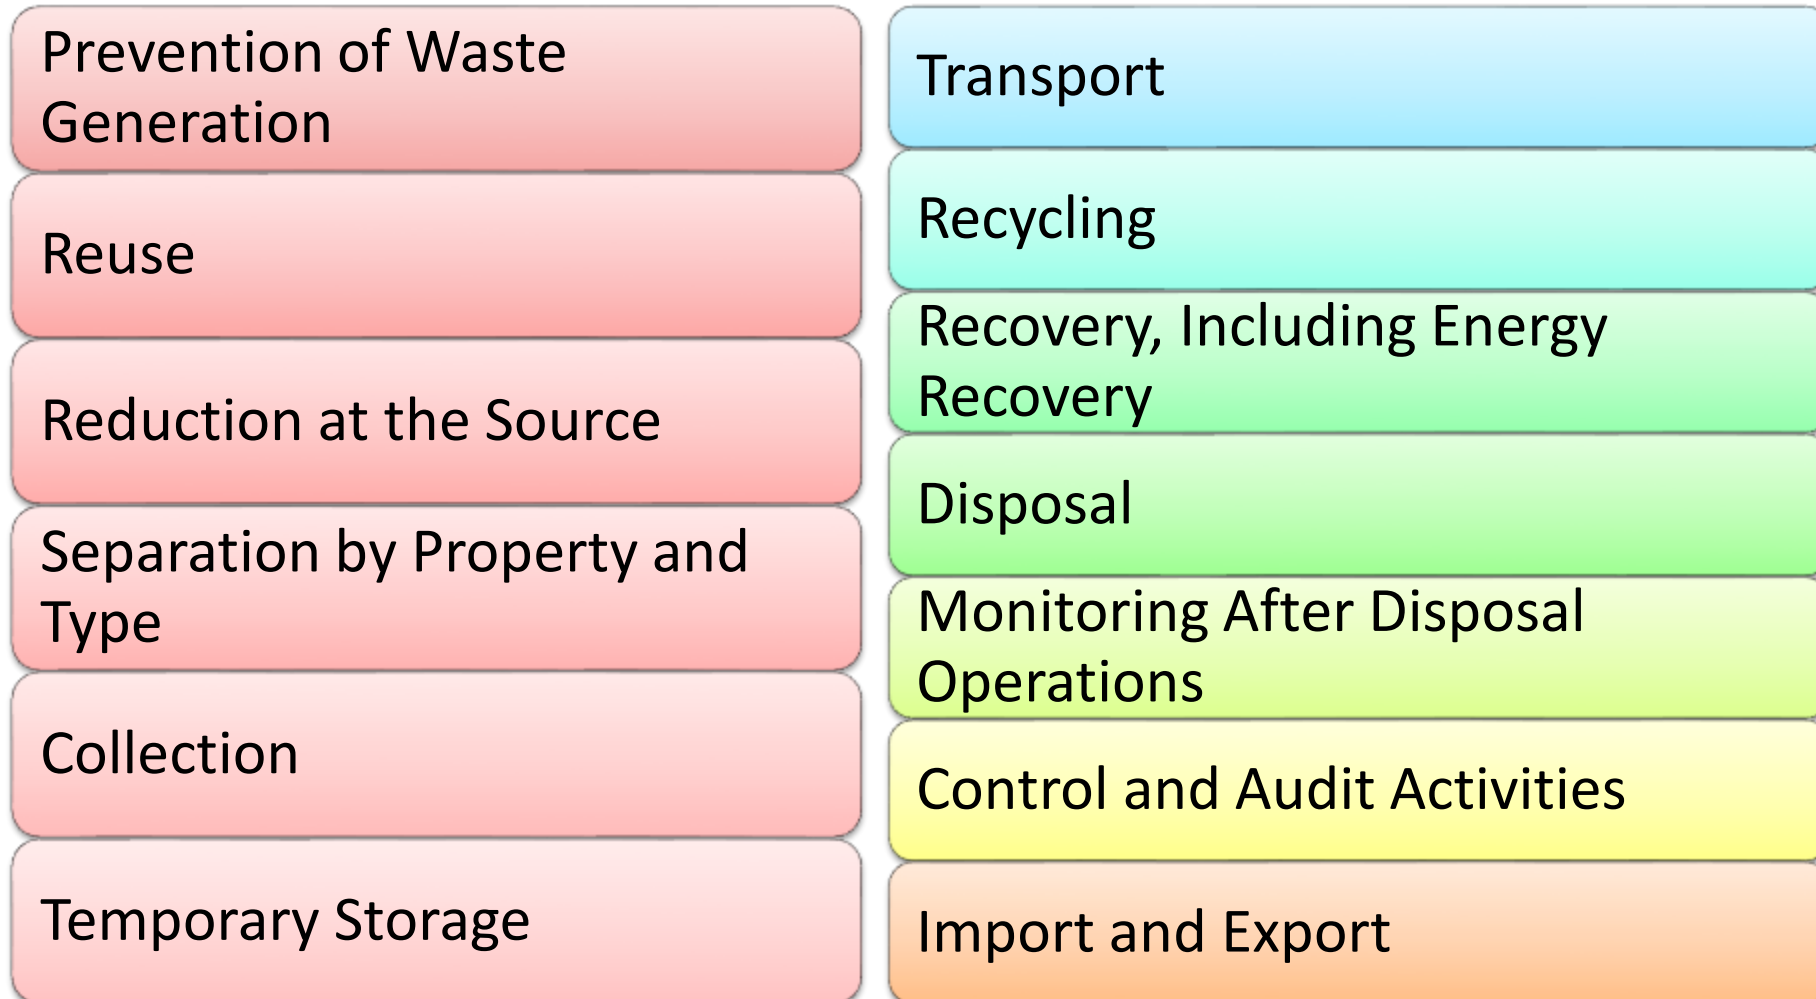 Prevention of Waste
Generation
Reuse
Reduction at the Source
Separation by Property and
Type
Collection
Temporary Storage
Transport
Recycling
Recovery, Including Energy
Recovery
Disposal
Monitoring After Disposal
Operations
Control and Audit Activities
Import and Export